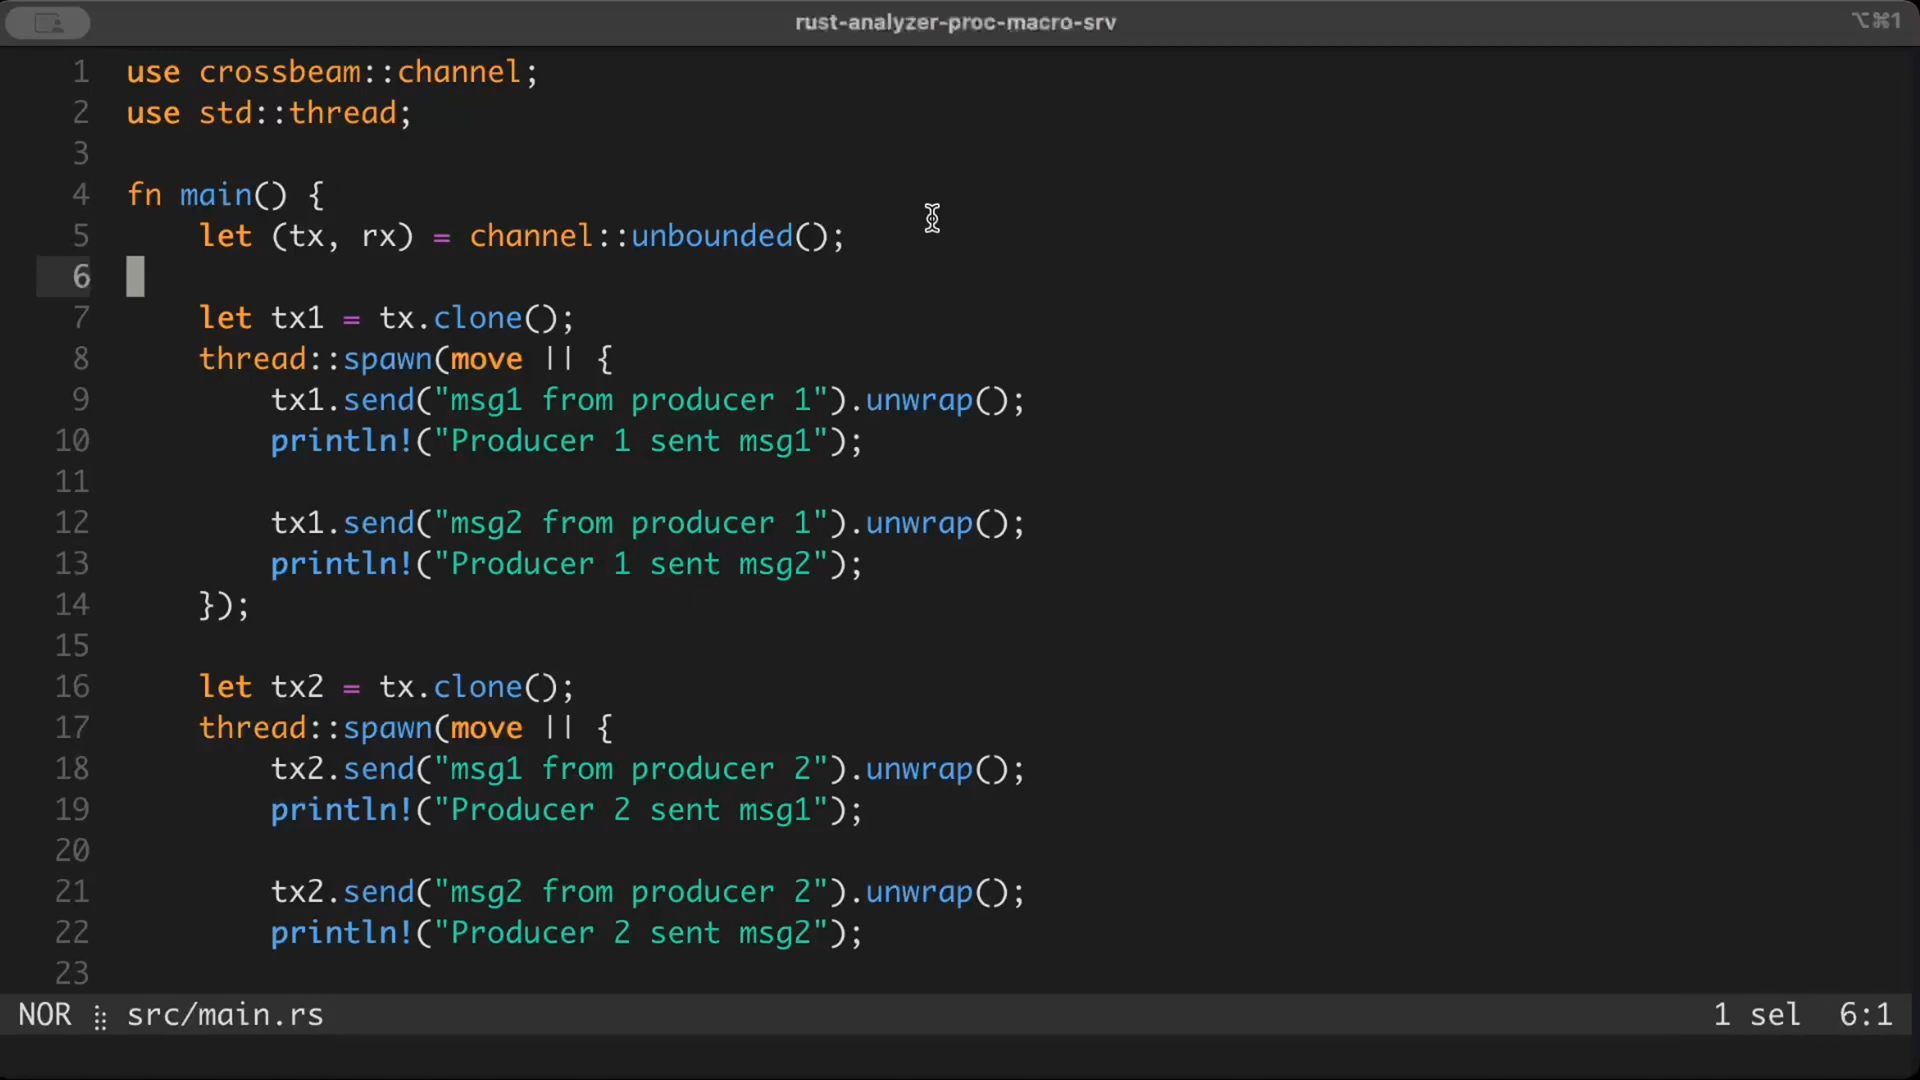 rust-analyzer-proc-macro-srv
⌥⌘1
1 use crossbeam::channel;
2 use std::thread;
3
4 fn main() {
5     let (tx, rx) = channel::unbounded();
6
7     let tx1 = tx.clone();
8     thread::spawn(move || {
9         tx1.send("msg1 from producer 1").unwrap();
10         println!("Producer 1 sent msg1");
11
12         tx1.send("msg2 from producer 1").unwrap();
13         println!("Producer 1 sent msg2");
14     });
15
16     let tx2 = tx.clone();
17     thread::spawn(move || {
18         tx2.send("msg1 from producer 2").unwrap();
19         println!("Producer 2 sent msg1");
20
21         tx2.send("msg2 from producer 2").unwrap();
22         println!("Producer 2 sent msg2");
23
NOR src/main.rs 1 sel 6:1